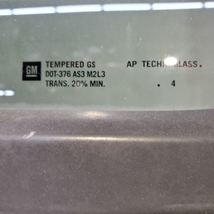 GM TEMPERED GS AP TECH GLASS.
DOT-376 AS3 M2L3
TRANS. 20% MIN. . 4